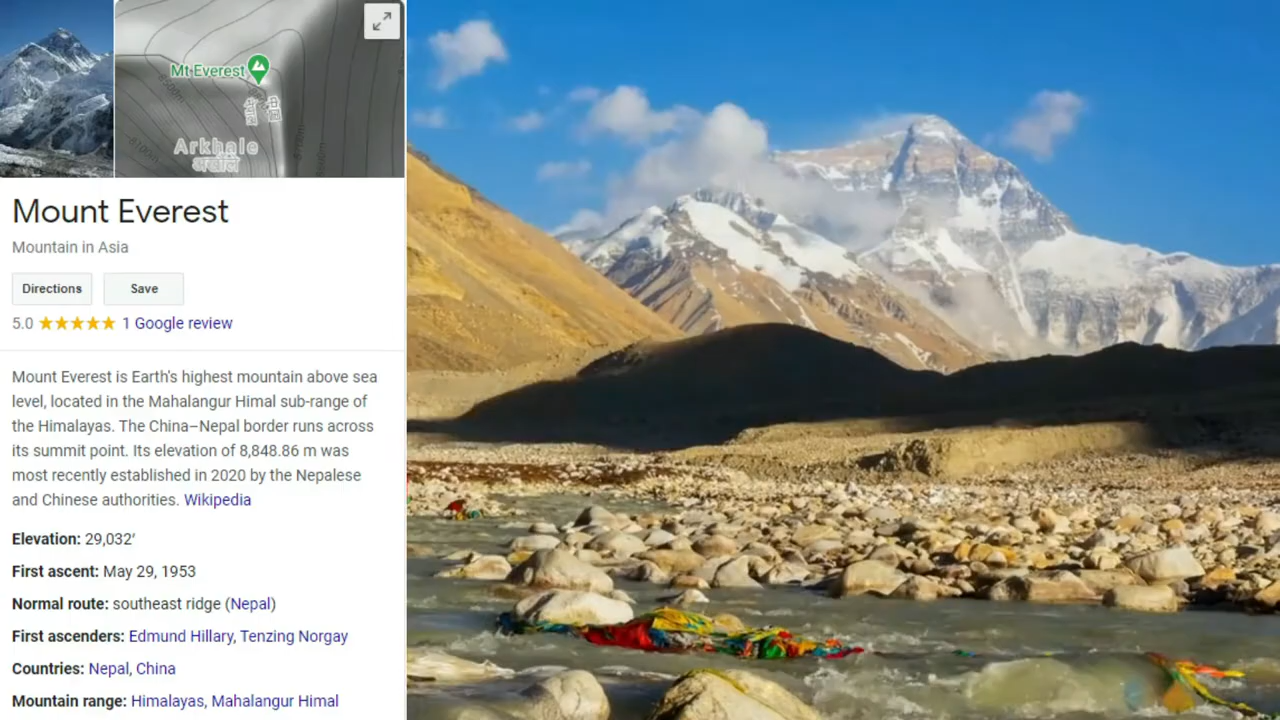 Mt Everest
8700m
8100m
8700m
Arkhale
अर्खाले
Mount Everest
Mountain in Asia
Directions
Save
5.0 ★★★★★ 1 Google review
Mount Everest is Earth's highest mountain above sea
level, located in the Mahalangur Himal sub-range of
the Himalayas. The China–Nepal border runs across
its summit point. Its elevation of 8,848.86 m was
most recently established in 2020 by the Nepalese
and Chinese authorities. Wikipedia
Elevation: 29,032′
First ascent: May 29, 1953
Normal route: southeast ridge (Nepal)
First ascenders: Edmund Hillary, Tenzing Norgay
Countries: Nepal, China
Mountain range: Himalayas, Mahalangur Himal